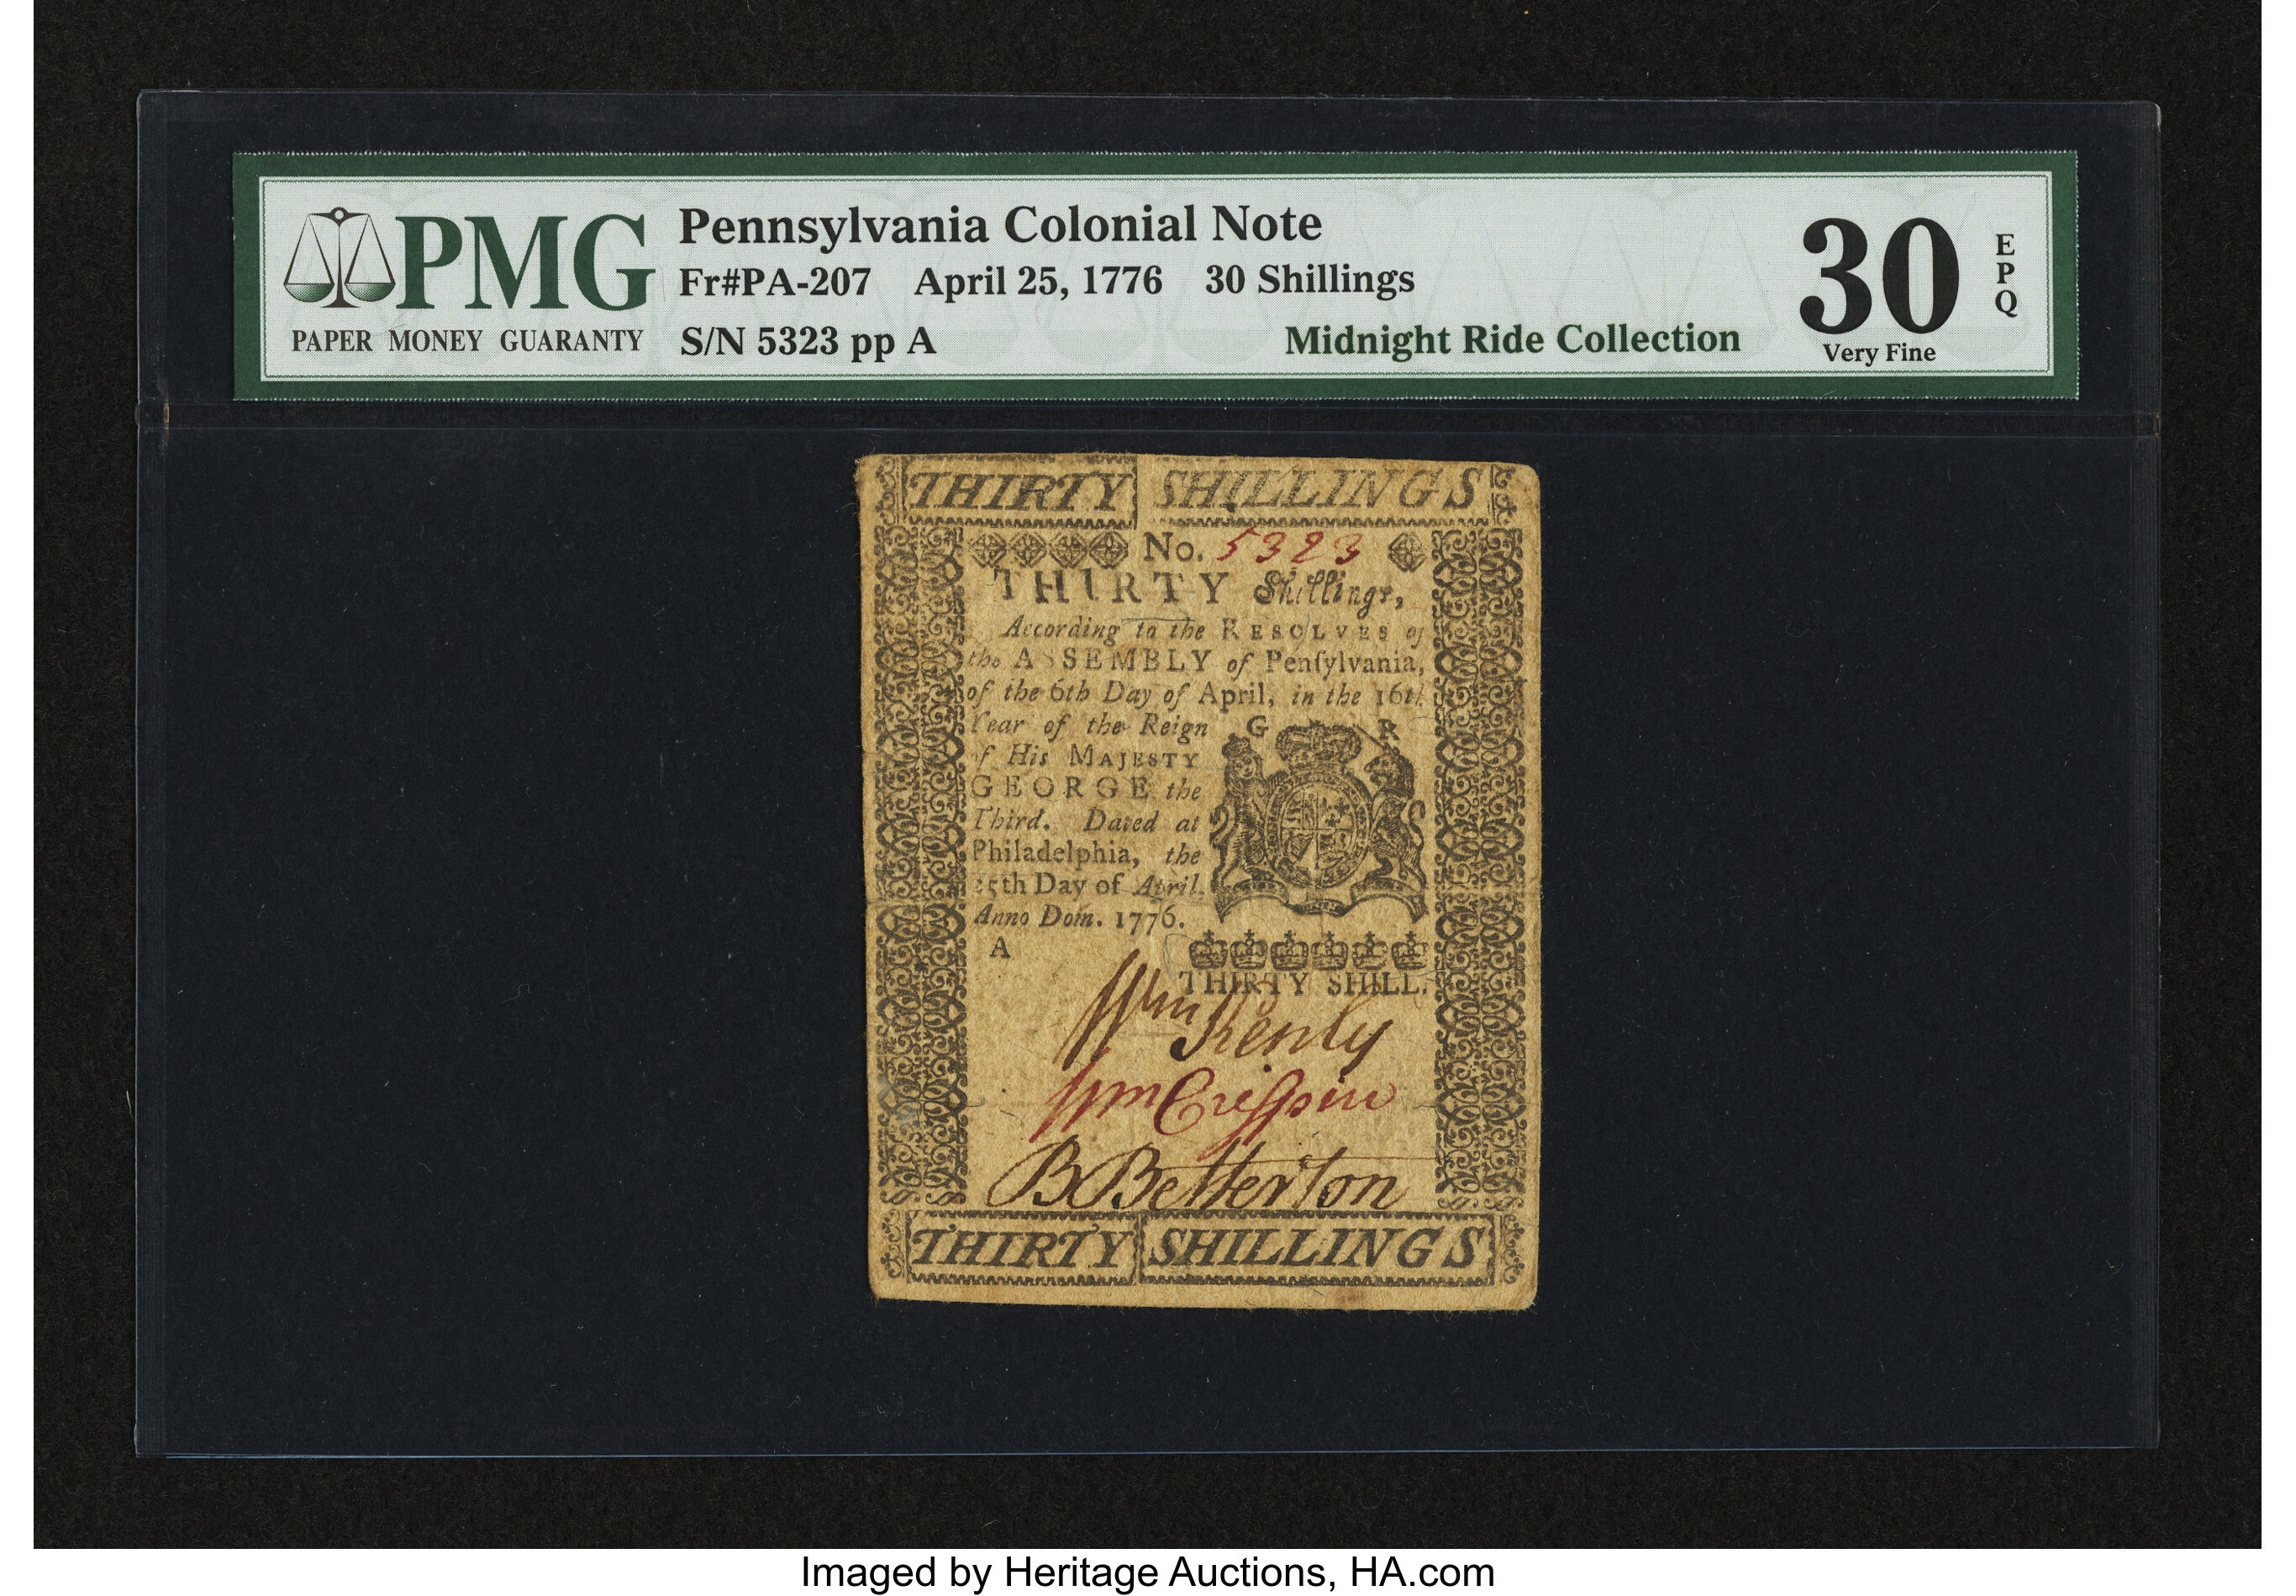 PMG
PAPER MONEY GUARANTY
Pennsylvania Colonial Note
Fr#PA-207 April 25, 1776 30 Shillings
S/N 5323 pp A
Midnight Ride Collection
30
Very Fine
EPQ
THIRTY SHILLINGS
No. 5323
THIRTY Shillings,
According to the RESOLVES of
the ASSEMBLY of Penſylvania,
of the 6th Day of April, in the 16th
Year of the Reign
of His MAJESTY
GEORGE the
Third. Dated at
Philadelphia, the
25th Day of April.
Anno Dom. 1776.
G R
A
THIRTY SHILL.
Wm
Wm Crispin
B Betterton
THIRTY SHILLINGS
Imaged by Heritage Auctions, HA.com